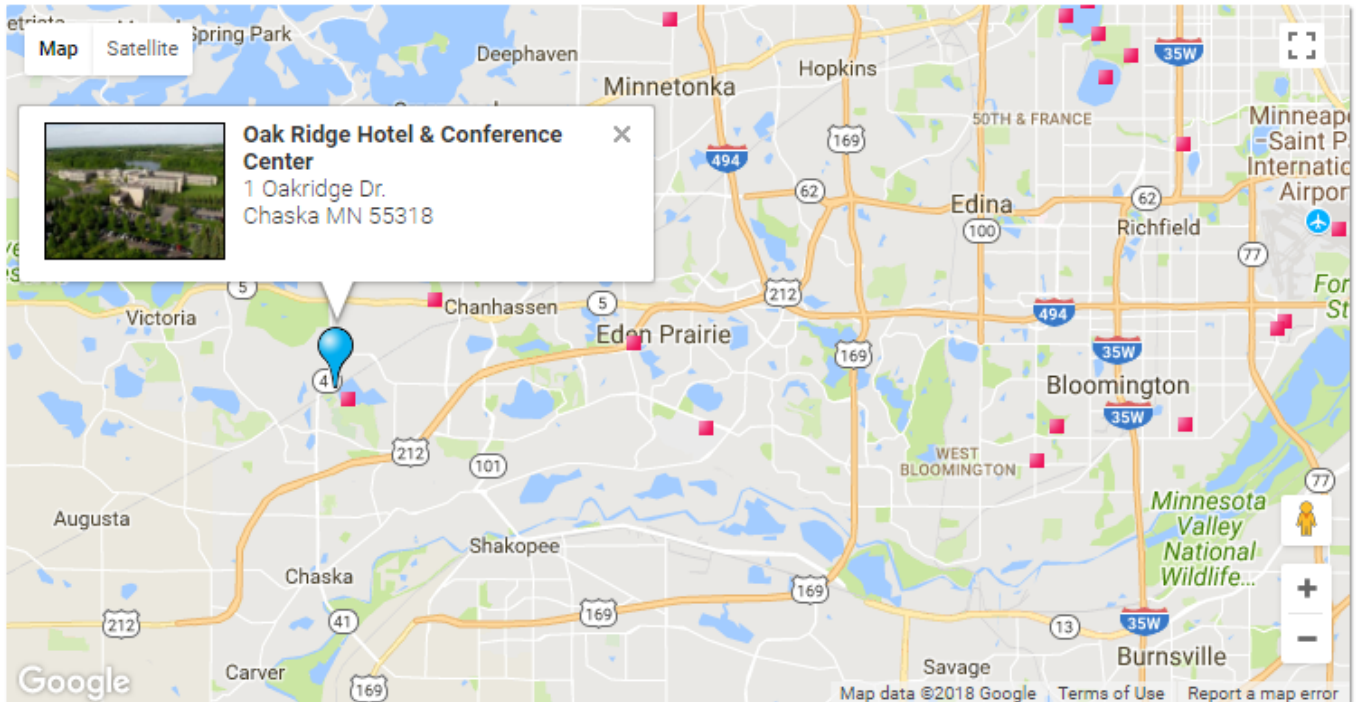 etrista
Spring Park
Map
Satellite
Deephaven
Hopkins
35W
Minnetonka
Oak Ridge Hotel & Conference
Center
1 Oakridge Dr.
Chaska MN 55318
494
169
50TH & FRANCE
Minneap
-Saint P
Internatio
Airpor
62
Edina
62
100
Richfield
77
5
Victoria
Chanhassen
5
212
494
For
St
Eden Prairie
169
35W
41
Bloomington
35W
212
101
WEST
BLOOMINGTON
77
Augusta
Minnesota
Valley
National
Wildlife...
Shakopee
Chaska
169
169
212
41
13
35W
Carver
169
Savage
Burnsville
Google
Map data ©2018 Google
Terms of Use
Report a map error